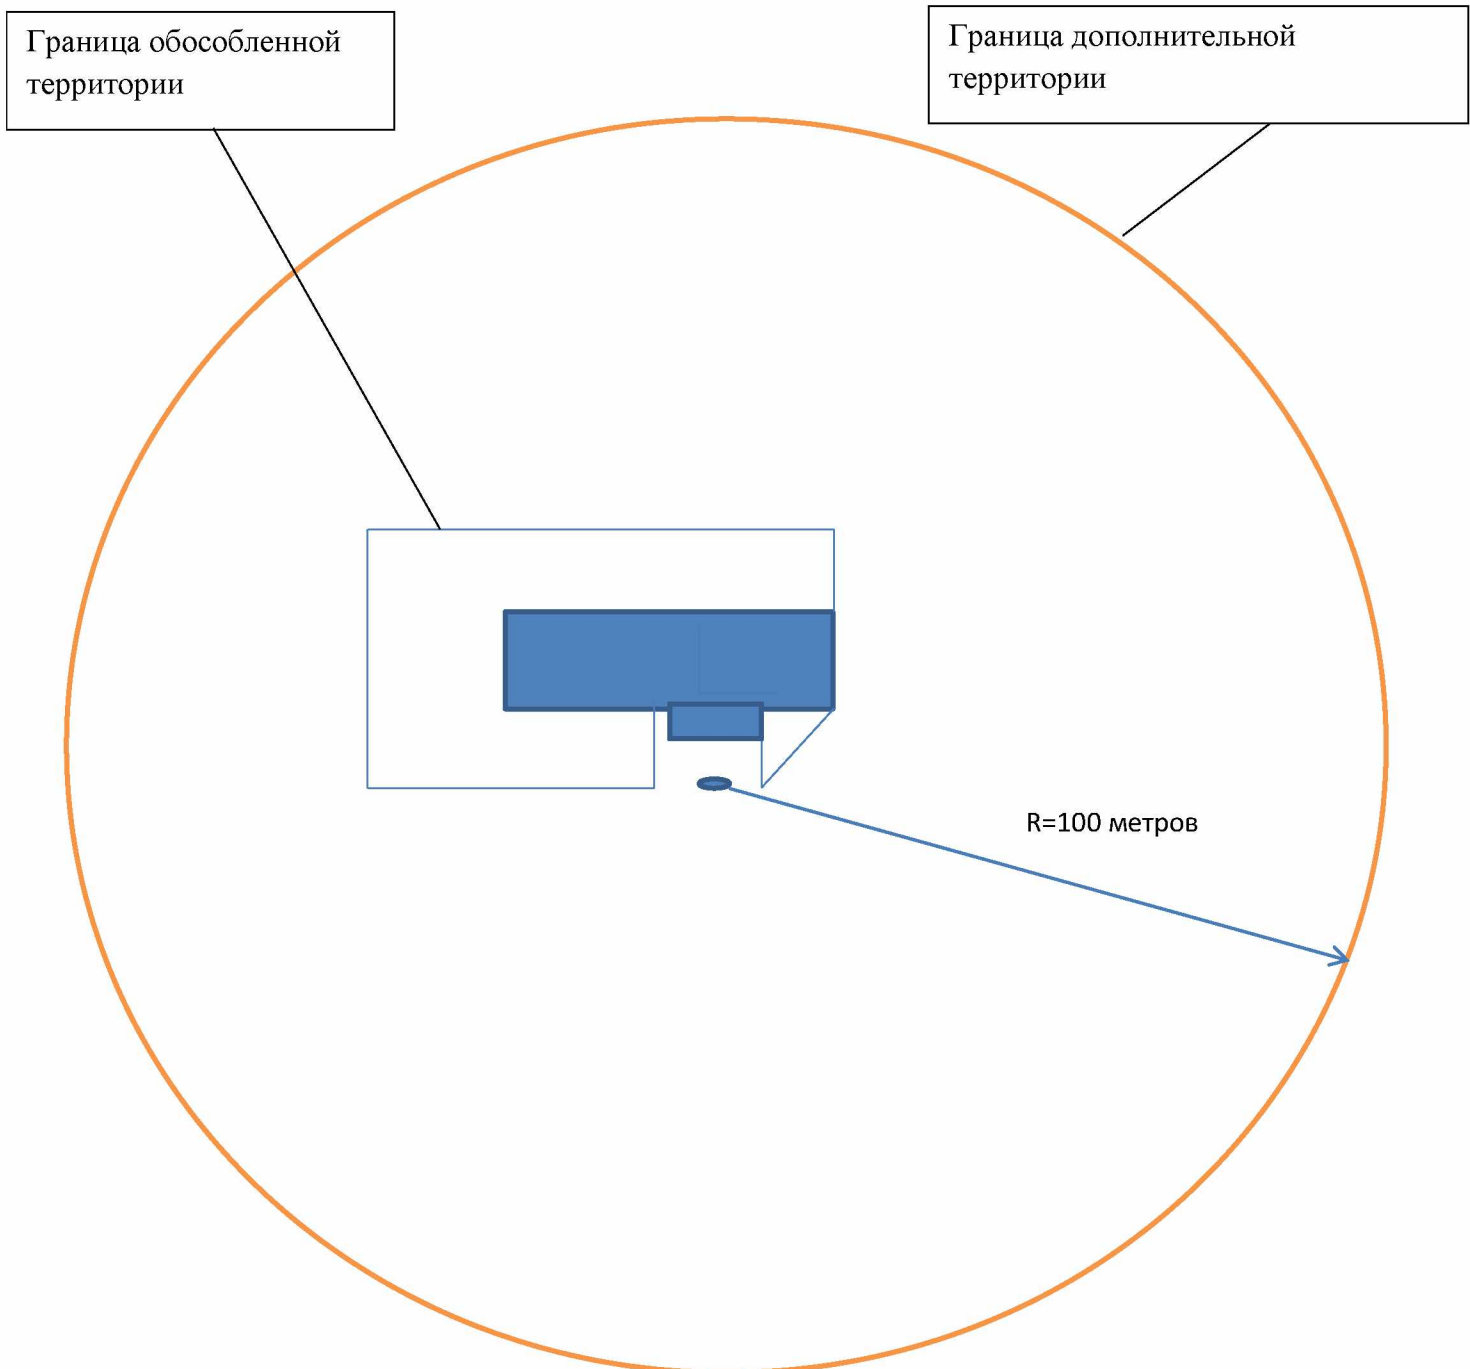 Граница обособленной
территории
Граница дополнительной
территории
R=100 метров